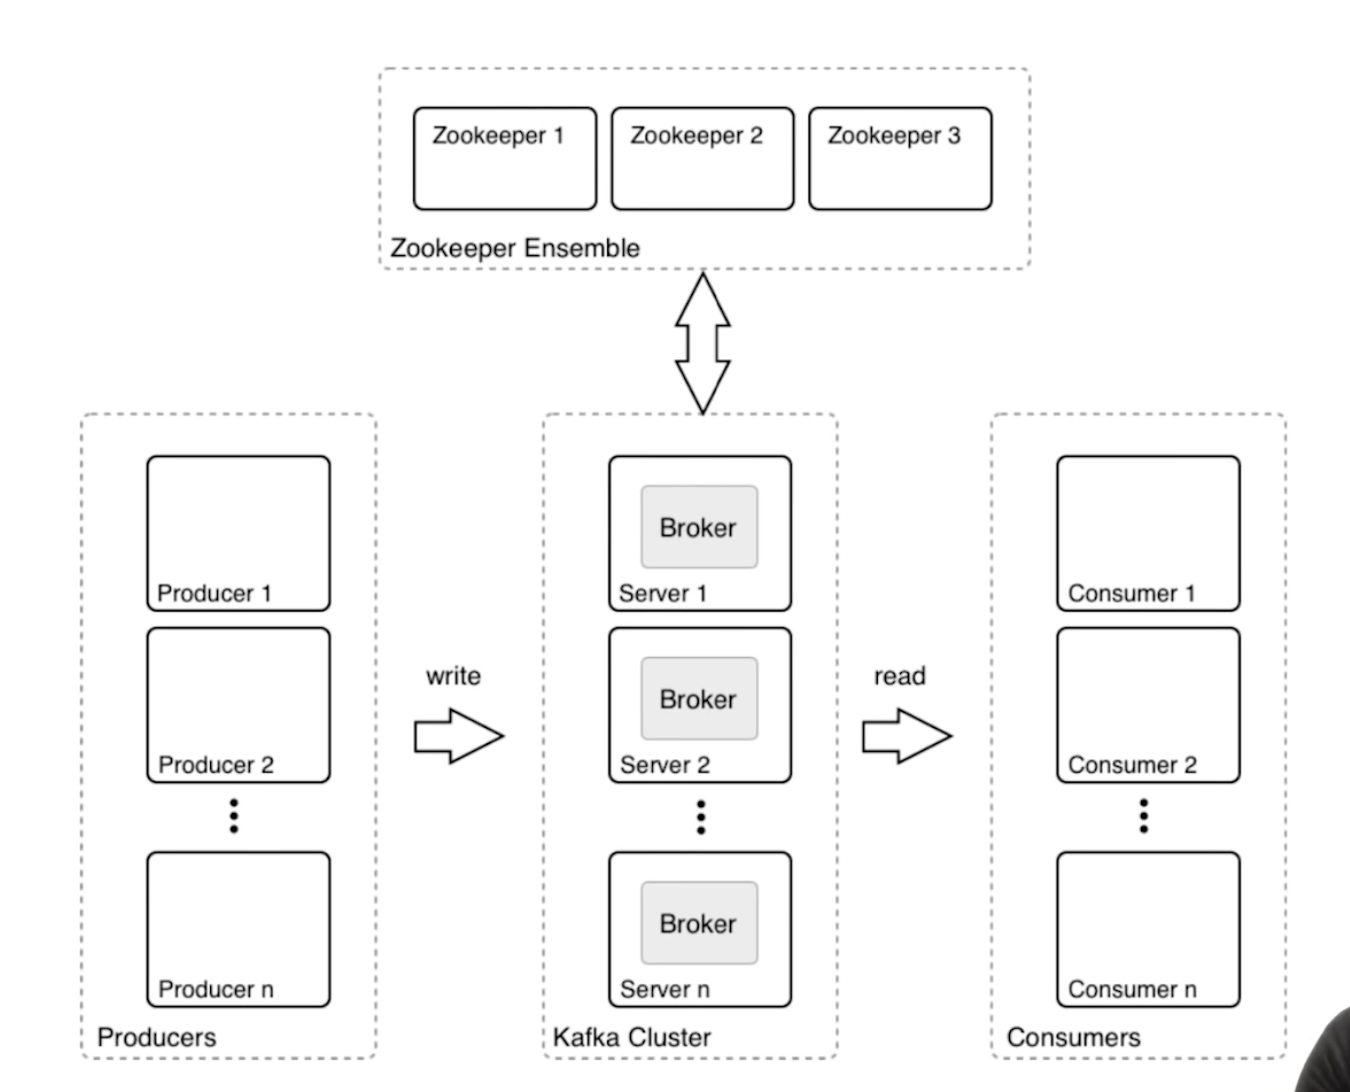 Zookeeper 1
Zookeeper 2
Zookeeper 3
Zookeeper Ensemble
Producer 1
Producer 2
Producer n
Producers
write
Broker
Server 1
Broker
Server 2
Broker
Server n
Kafka Cluster
read
Consumer 1
Consumer 2
Consumer n
Consumers